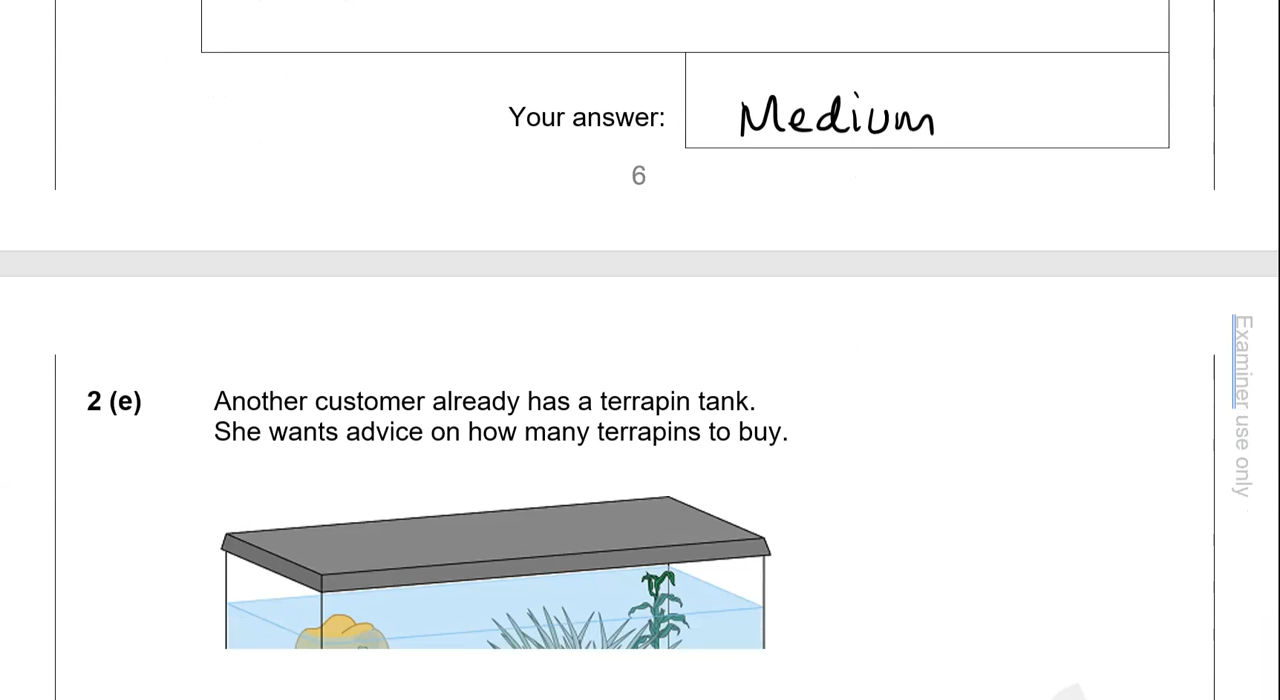 Your answer:
Medium
6
Examiner use only
2 (e)
Another customer already has a terrapin tank.
She wants advice on how many terrapins to buy.